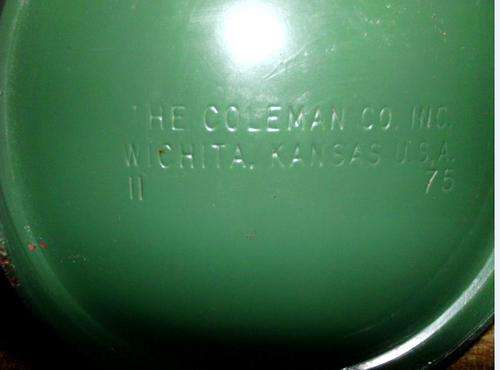 THE COLEMAN CO. INC.
WICHITA, KANSAS U.S.A.
11 75